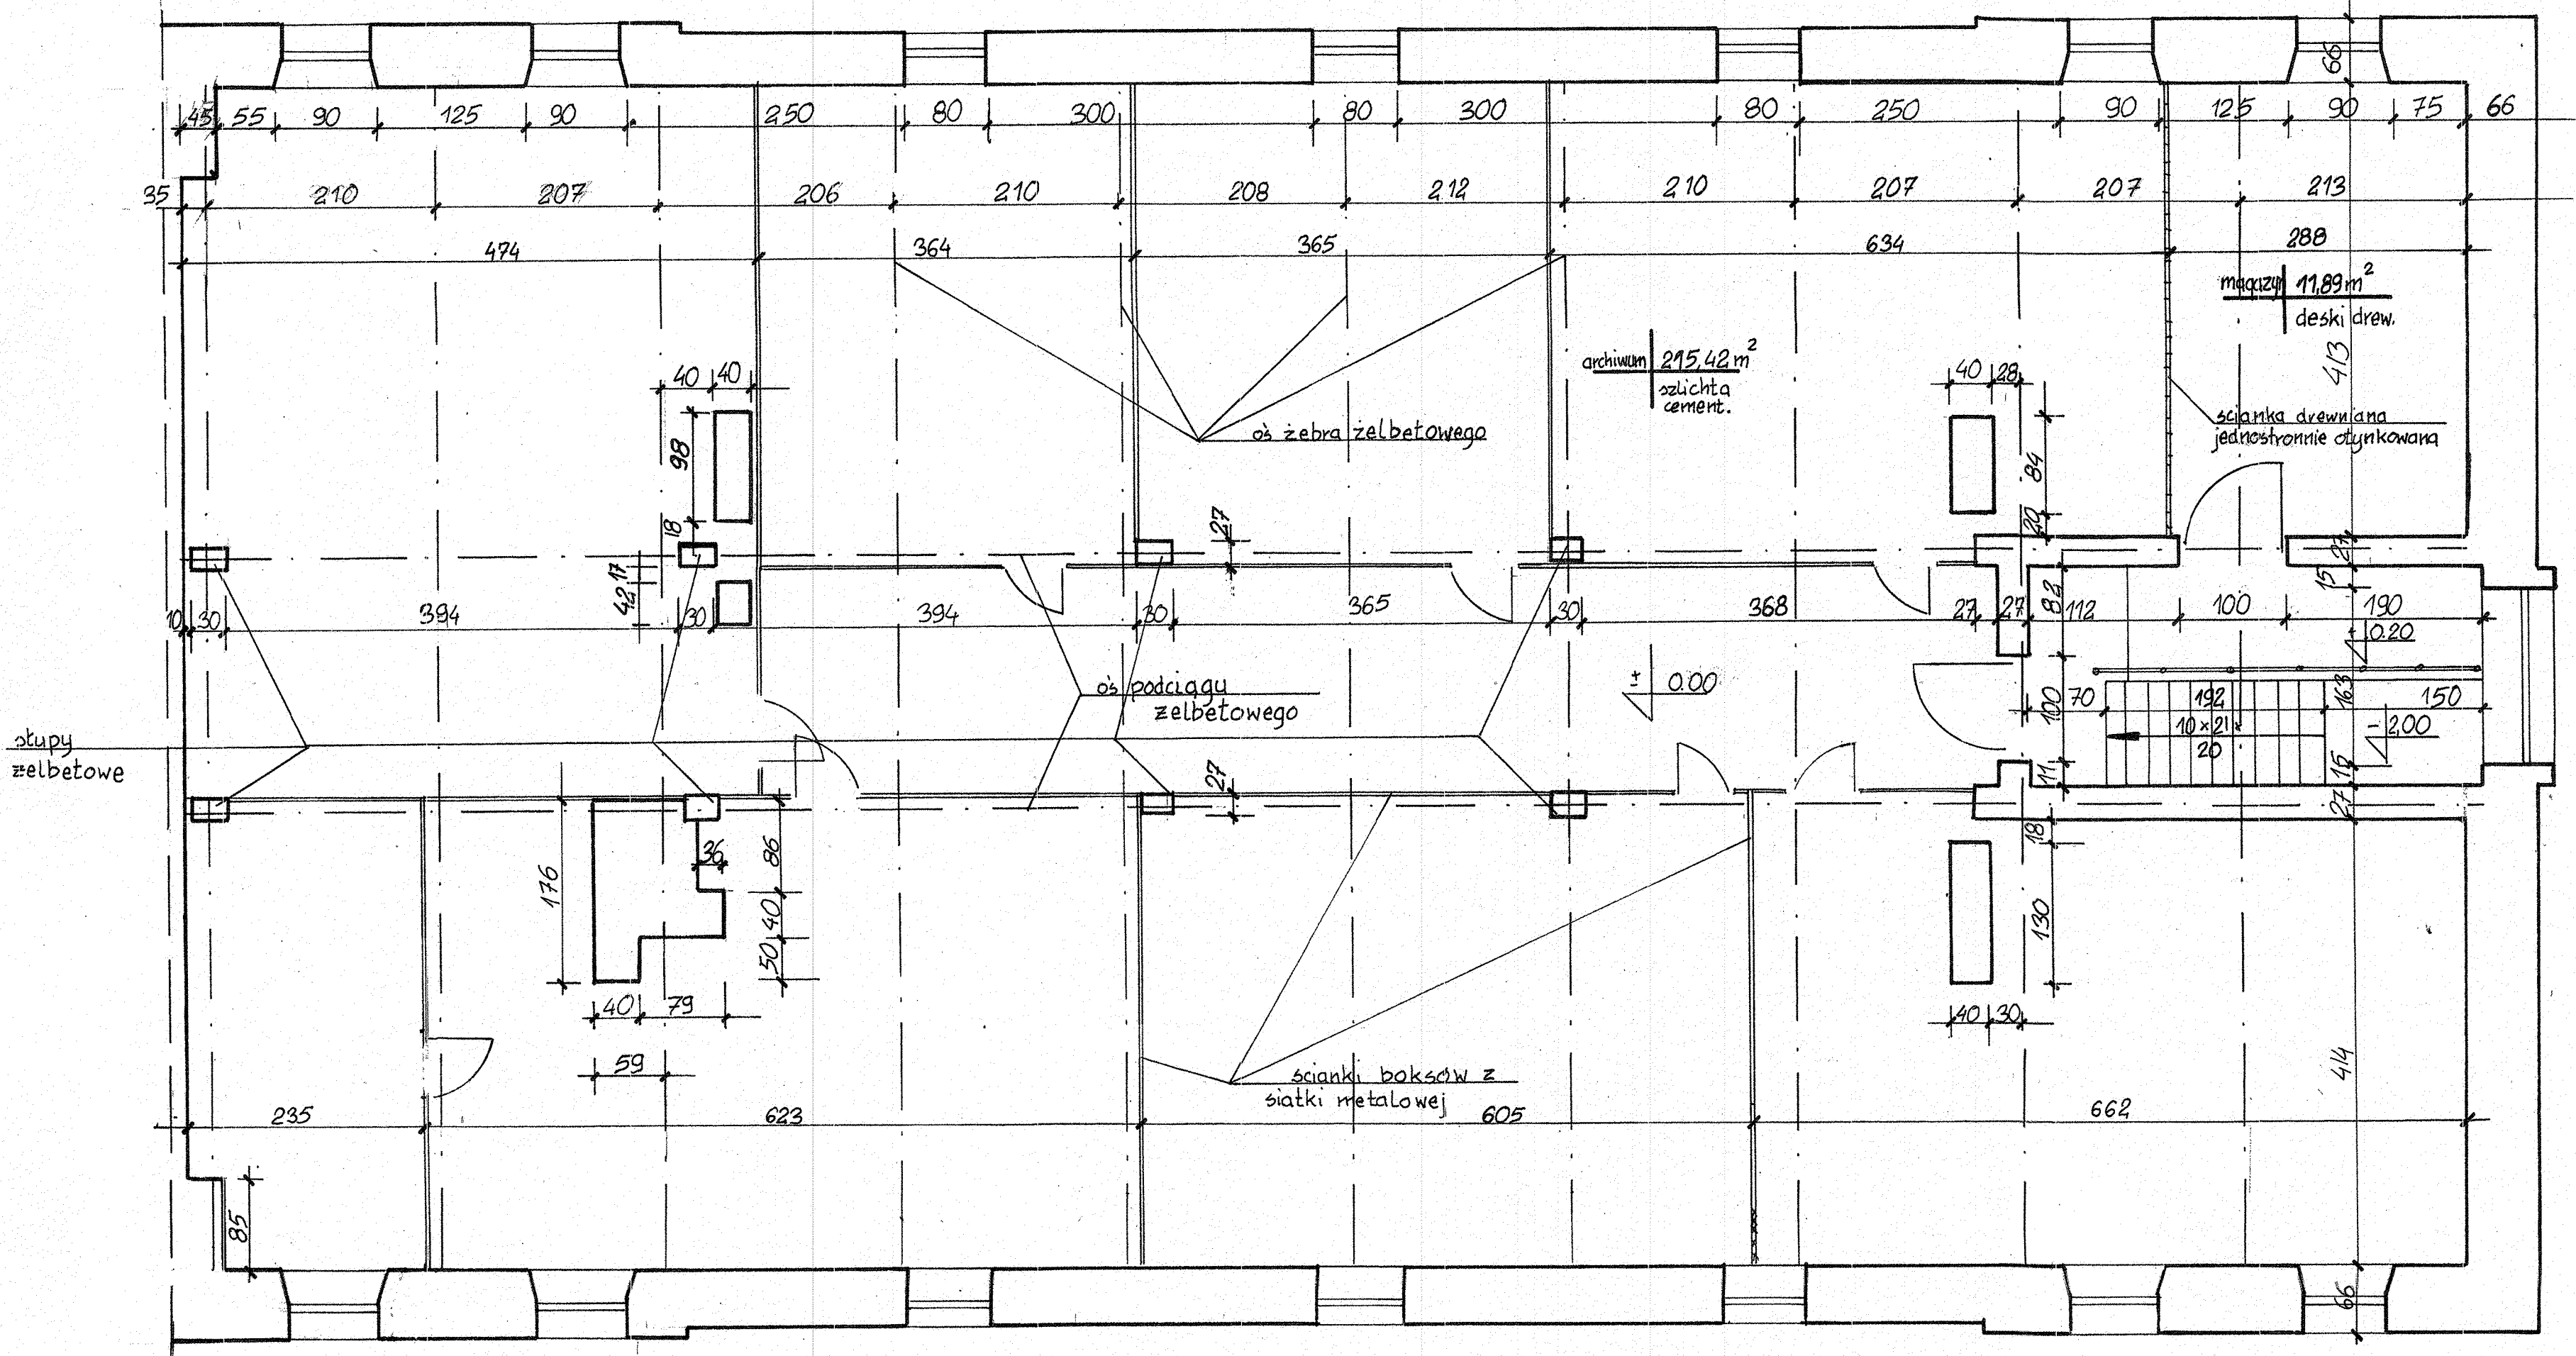 66
45 55 90 125 90 250 80 300 80 300 80 250 90 125 90 75 66
35 210 207 206 210 208 212 210 207 207 213
474 364 365 634 288
magazyn 11,89 m²
deski drew.
archiwum 295,42 m²
szlichta
cement.
413
40 40
40 28
98
84
oś żebra żelbetowego
ścianka drewniana
jednostronnie otynkowana
18
27
20
27
42 17
15
10 30 394 30 394 30 365 30 368 27 27 82 112 100 190
+ 0.20
oś podciągu
żelbetowego
± 0.00
100 70 192 163 150
10 × 21 ×
20
- 2,00
słupy
żelbetowe
27
11
15
27
18
176
36
86
40
50
130
40 79
40 30
59
ścianki boksów z
siatki metalowej
414
235 623 605 662
85
66